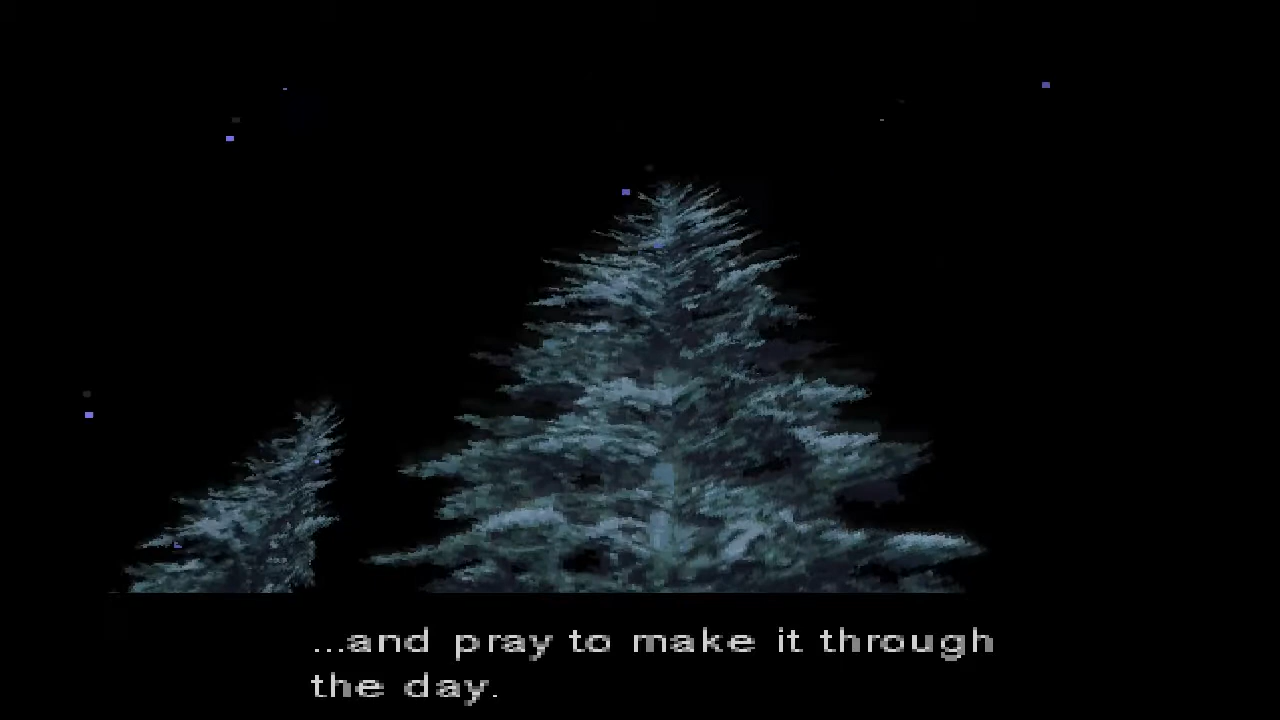 ...and pray to make it through
the day.